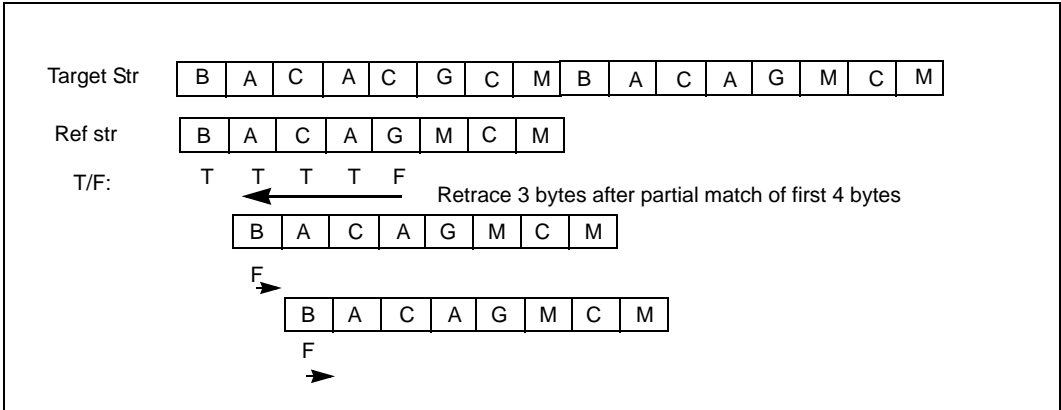 Target Str B A C A C G C M B A C A G M C M
Ref str B A C A G M C M
T/F: T T T T F
Retrace 3 bytes after partial match of first 4 bytes
B A C A G M C M
F
B A C A G M C M
F